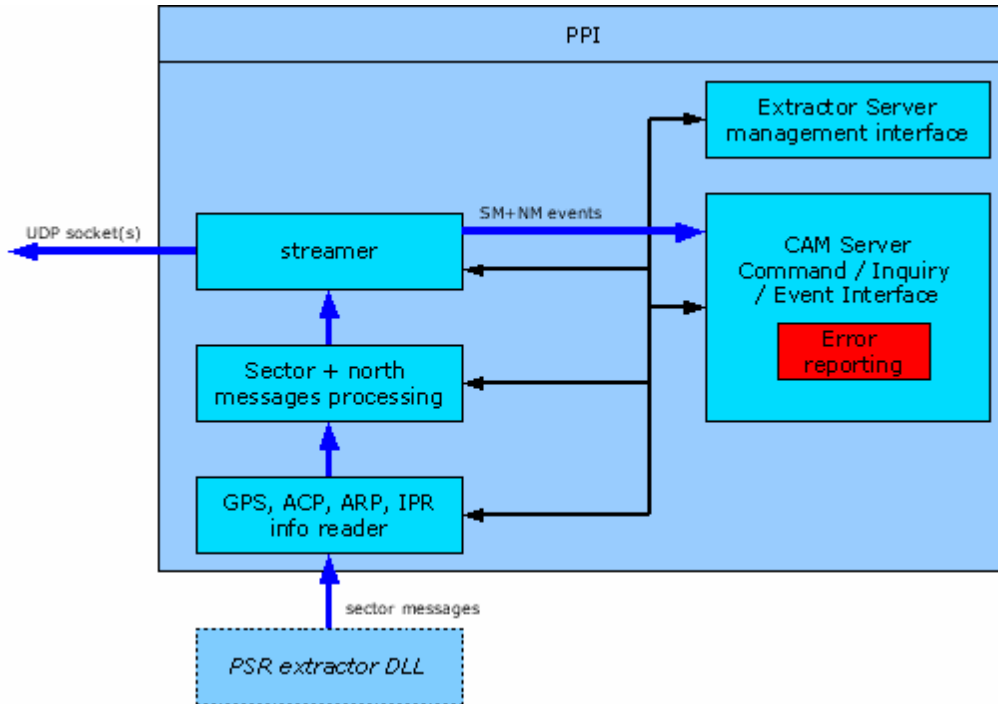 PPI
Extractor Server
management interface
SM+NM events
UDP socket(s)
streamer
CAM Server
Command / Inquiry
/ Event Interface
Error
reporting
Sector + north
messages processing
GPS, ACP, ARP, IPR
info reader
sector messages
PSR extractor DLL